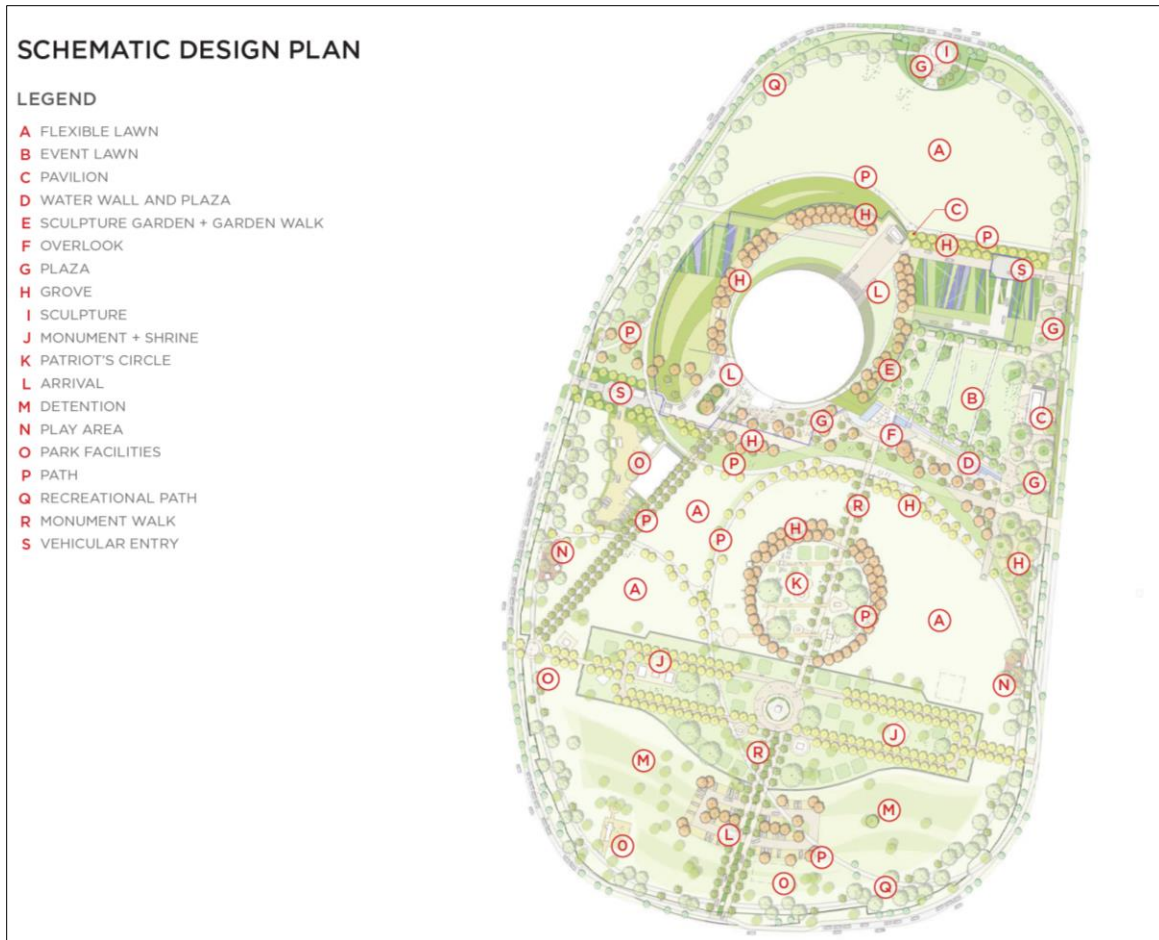 SCHEMATIC DESIGN PLAN
LEGEND
A FLEXIBLE LAWN
B EVENT LAWN
C PAVILION
D WATER WALL AND PLAZA
E SCULPTURE GARDEN + GARDEN WALK
F OVERLOOK
G PLAZA
H GROVE
I SCULPTURE
J MONUMENT + SHRINE
K PATRIOT'S CIRCLE
L ARRIVAL
M DETENTION
N PLAY AREA
O PARK FACILITIES
P PATH
Q RECREATIONAL PATH
R MONUMENT WALK
S VEHICULAR ENTRY
I
G
Q
A
P
C
H
P
H
S
H
L
G
P
L
E
S
B
C
G
F
H
D
O
P
G
A
R
H
P
H
P
N
H
K
A
P
A
J
O
N
J
R
M
M
L
O
P
O
Q